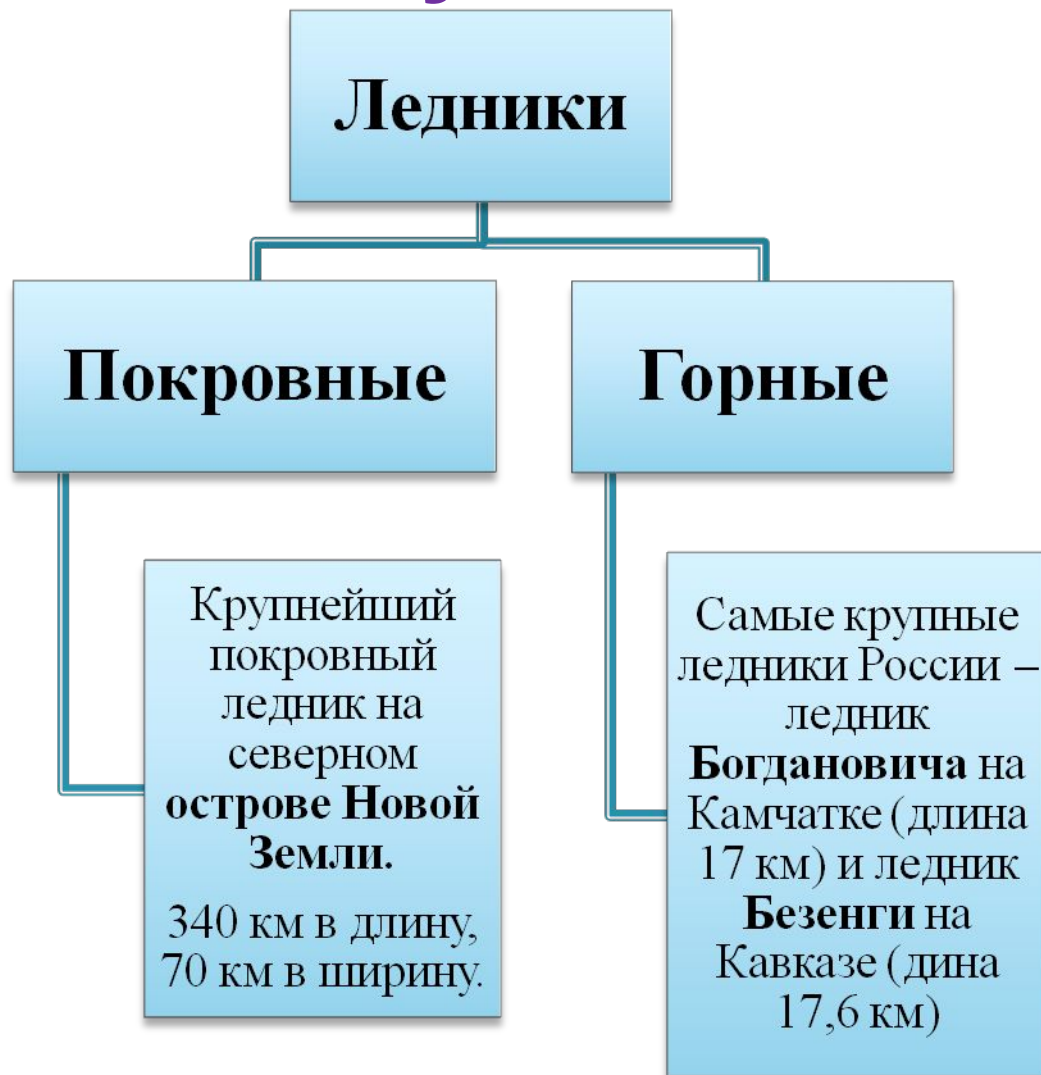 Ледники
Покровные
Горные
Крупнейший
покровный
ледник на
северном
острове Новой
Земли.
340 км в длину,
70 км в ширину.
Самые крупные
ледники России –
ледник
Богдановича на
Камчатке (длина
17 км) и ледник
Безенги на
Кавказе (дина
17,6 км)